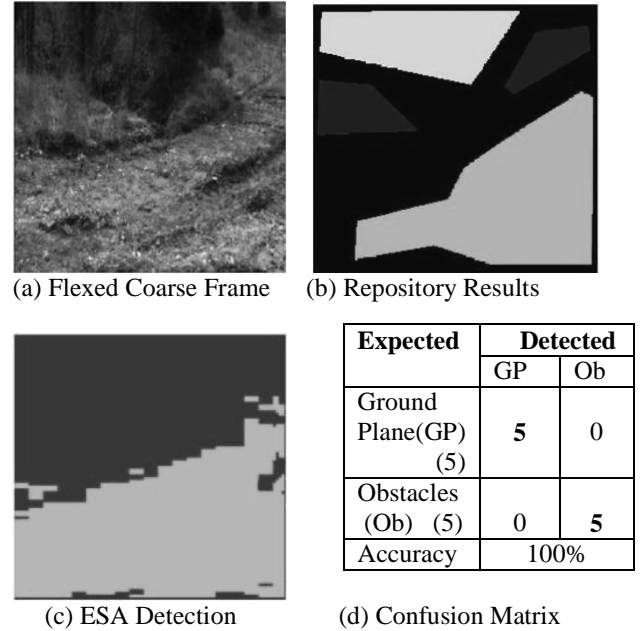 (a) Flexed Coarse Frame
(b) Repository Results
Expected Detected
GP Ob
Ground
Plane(GP)
(5) 5 0
Obstacles
(Ob) (5) 0 5
Accuracy 100%
(c) ESA Detection
(d) Confusion Matrix